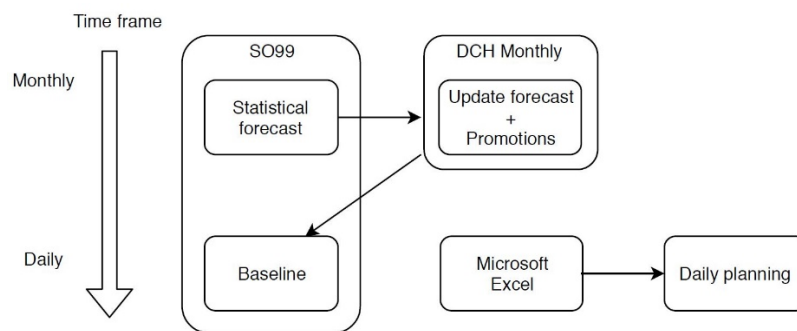 Time frame
SO99
DCH Monthly
Monthly
Statistical
forecast
Update forecast
+
Promotions
Daily
Baseline
Microsoft
Excel
Daily planning